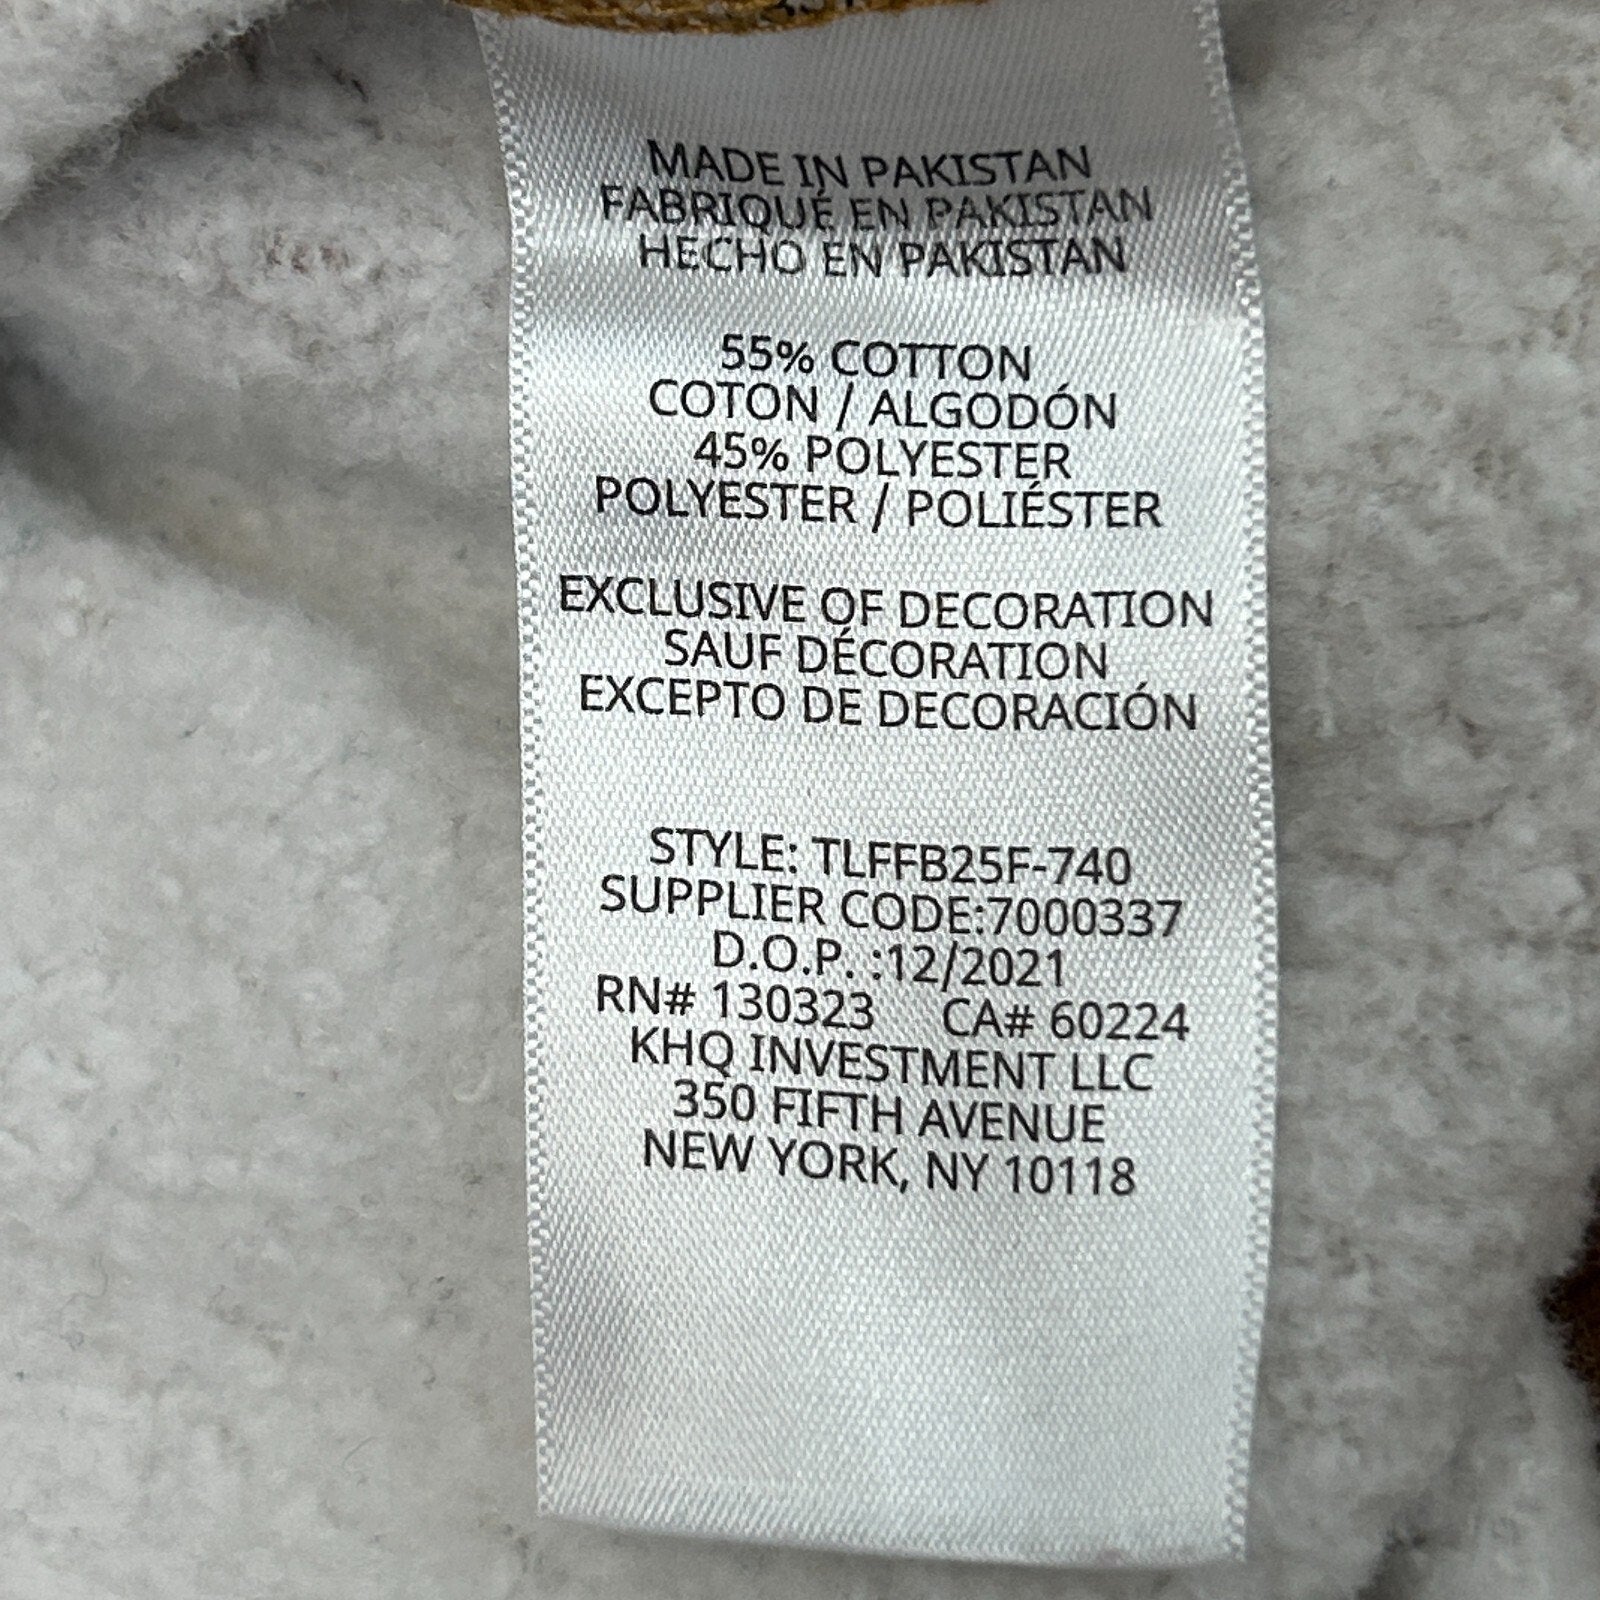 MADE IN PAKISTAN
FABRIQUÉ EN PAKISTAN
HECHO EN PAKISTAN
55% COTTON
COTON / ALGODÓN
45% POLYESTER
POLYESTER / POLIÉSTER
EXCLUSIVE OF DECORATION
SAUF DÉCORATION
EXCEPTO DE DECORACIÓN
STYLE: TLFFB25F-740
SUPPLIER CODE:7000337
D.O.P. :12/2021
RN# 130323 CA# 60224
KHQ INVESTMENT LLC
350 FIFTH AVENUE
NEW YORK, NY 10118